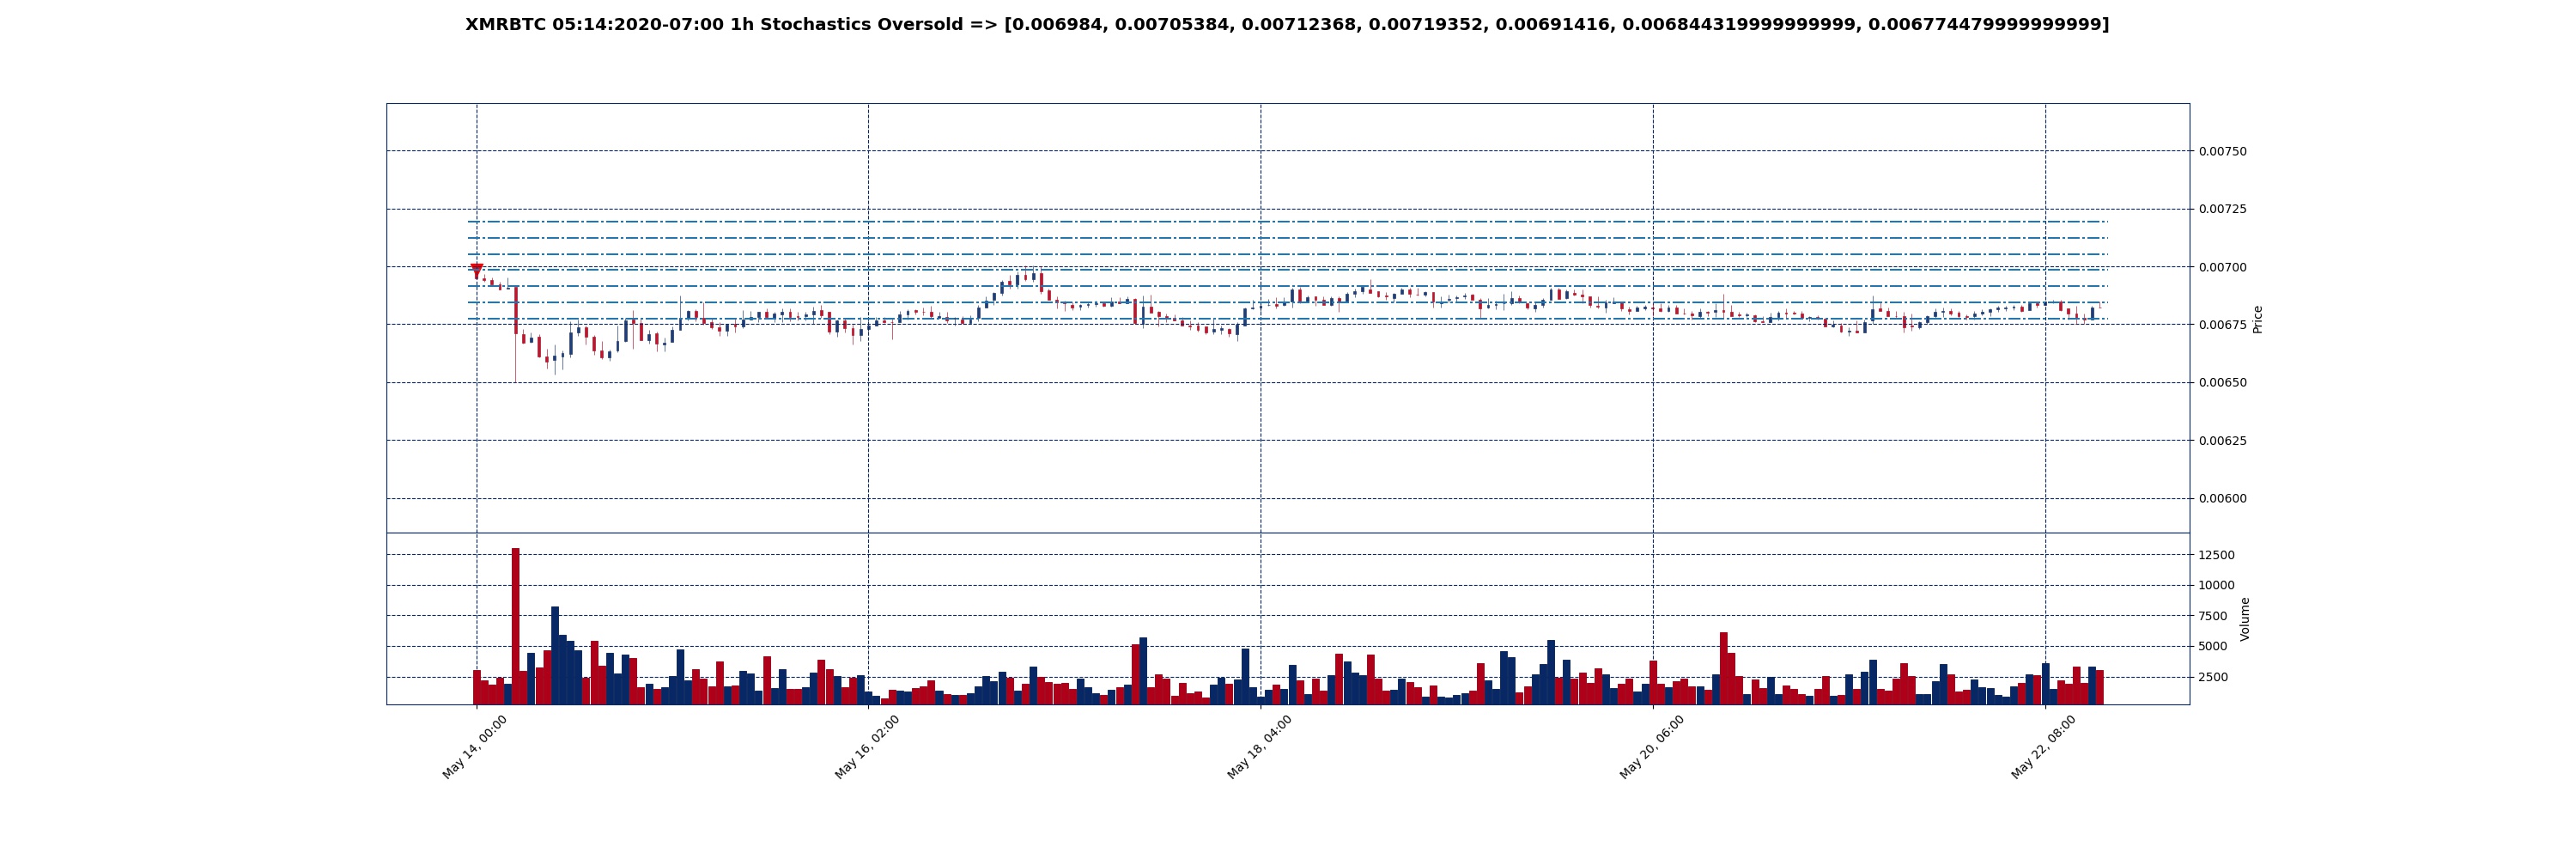 XMRBTC 05:14:2020-07:00 1h Stochastics Oversold => [0.006984, 0.00705384, 0.00712368, 0.00719352, 0.00691416, 0.006844319999999999, 0.006774479999999999]
0.00750
0.00725
0.00700
0.00675
0.00650
0.00625
0.00600
Price
12500
10000
7500
5000
2500
Volume
May 14, 00:00
May 16, 02:00
May 18, 04:00
May 20, 06:00
May 22, 08:00